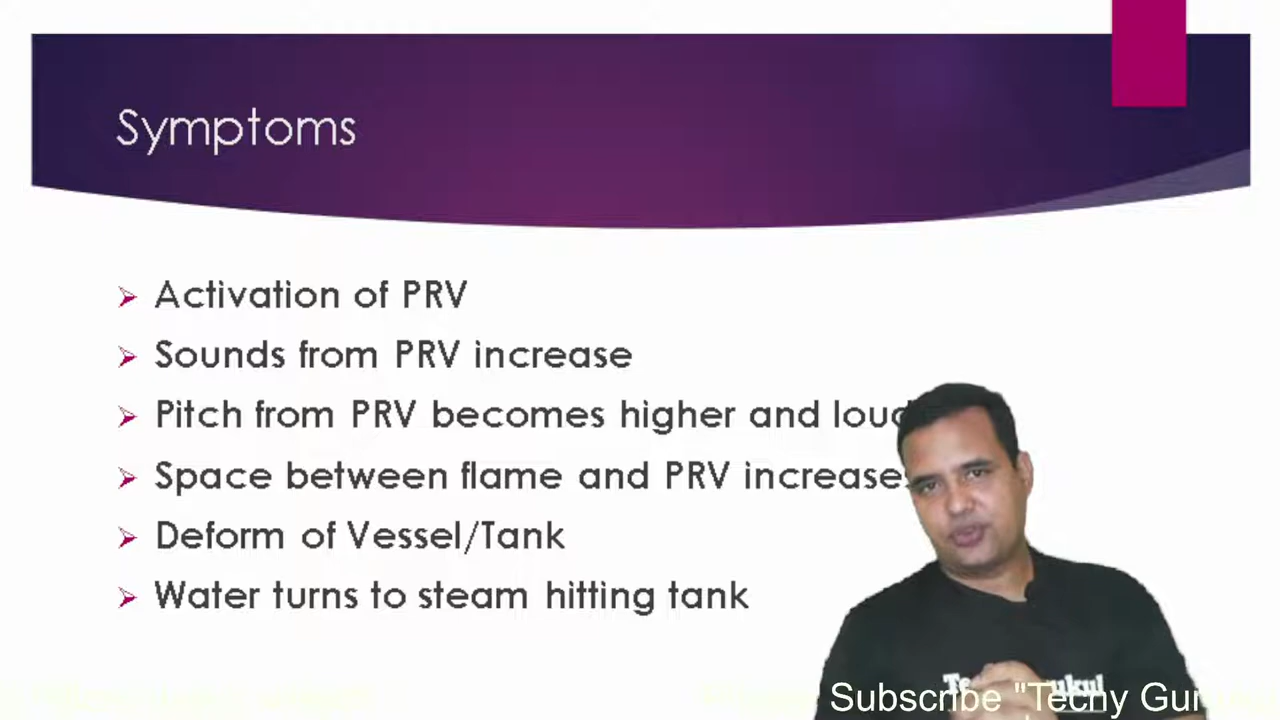 Symptoms
Activation of PRV
Sounds from PRV increase
Pitch from PRV becomes higher and
Space between flame and PRV increases
Deform of Vessel/Tank
Water turns to steam hitting tank
Subscribe "Techy